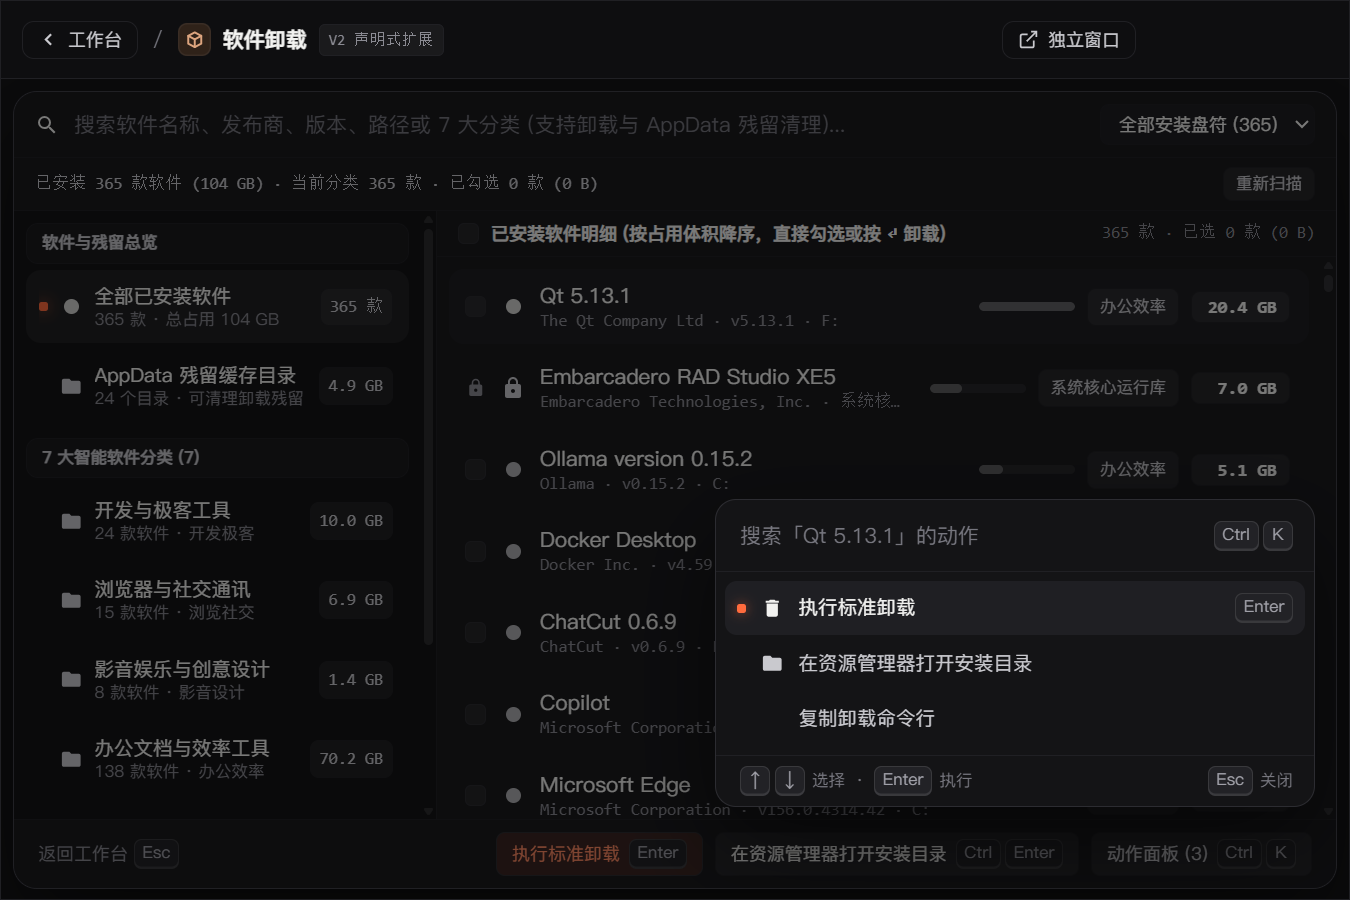 工作台 / 软件卸载 V2 声明式扩展 独立窗口
搜索软件名称、发布商、版本、路径或 7 大分类 (支持卸载与 AppData 残留清理)... 全部安装盘符 (365)
已安装 365 款软件 (104 GB) · 当前分类 365 款 · 已勾选 0 款 (0 B) 重新扫描
软件与残留总览
全部已安装软件
365 款 · 总占用 104 GB
365 款
AppData 残留缓存目录
24 个目录 · 可清理卸载残留
4.9 GB
7 大智能软件分类 (7)
开发与极客工具
24 款软件 · 开发极客
10.0 GB
浏览器与社交通讯
15 款软件 · 浏览社交
6.9 GB
影音娱乐与创意设计
8 款软件 · 影音设计
1.4 GB
办公文档与效率工具
138 款软件 · 办公效率
70.2 GB
已安装软件明细 (按占用体积降序，直接勾选或按 ↵ 卸载) 365 款 · 已选 0 款 (0 B)
Qt 5.13.1
The Qt Company Ltd · v5.13.1 · F:
办公效率 20.4 GB
Embarcadero RAD Studio XE5
Embarcadero Technologies, Inc. · 系统核…
系统核心运行库 7.0 GB
Ollama version 0.15.2
Ollama · v0.15.2 · C:
办公效率 5.1 GB
Docker Desktop
Docker Inc. · v4.59
ChatCut 0.6.9
ChatCut · v0.6.9 ·
Copilot
Microsoft Corporatio
Microsoft Edge
Microsoft Corporation · v156.0.4314.42 · C:
搜索「Qt 5.13.1」的动作 Ctrl K
执行标准卸载 Enter
在资源管理器打开安装目录
复制卸载命令行
↑ ↓ 选择 · Enter 执行 Esc 关闭
返回工作台 Esc 执行标准卸载 Enter 在资源管理器打开安装目录 Ctrl Enter 动作面板 (3) Ctrl K